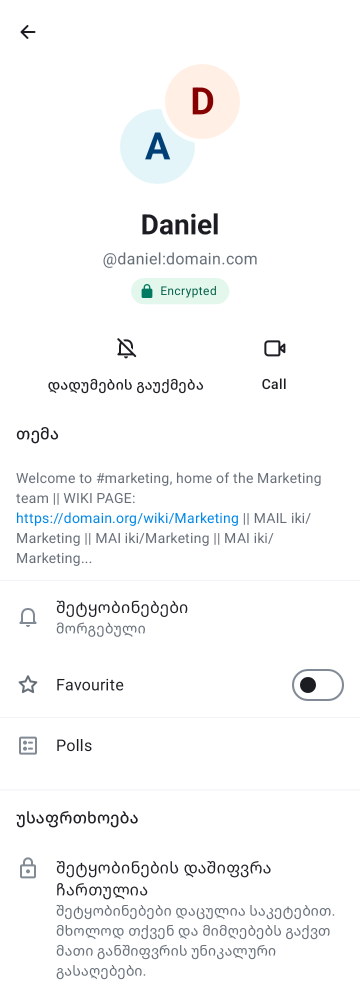 D
A
Daniel
@daniel:domain.com
Encrypted
დადუმების გაუქმება
Call
თემა
Welcome to #marketing, home of the Marketing
team || WIKI PAGE:
https://domain.org/wiki/Marketing || MAIL iki/
Marketing || MAI iki/Marketing || MAI iki/
Marketing...
შეტყობინებები
მორგებული
Favourite
Polls
უსაფრთხოება
შეტყობინების დაშიფვრა
ჩართულია
შეტყობინებები დაცულია საკეტებით.
მხოლოდ თქვენ და მიმღებებს გაქვთ
მათი განშიფვრის უნიკალური
გასაღებები.